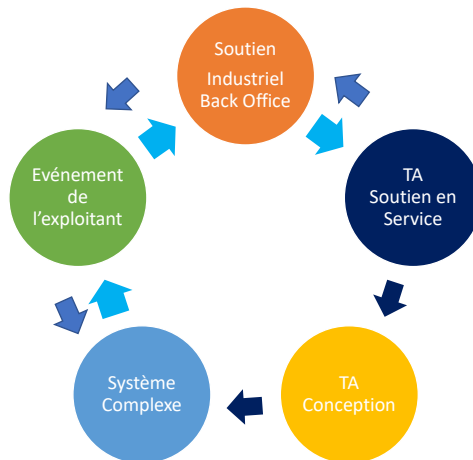 Soutien
Industriel
Back Office
Evénement
de
l'exploitant
TA
Soutien en
Service
Système
Complexe
TA
Conception